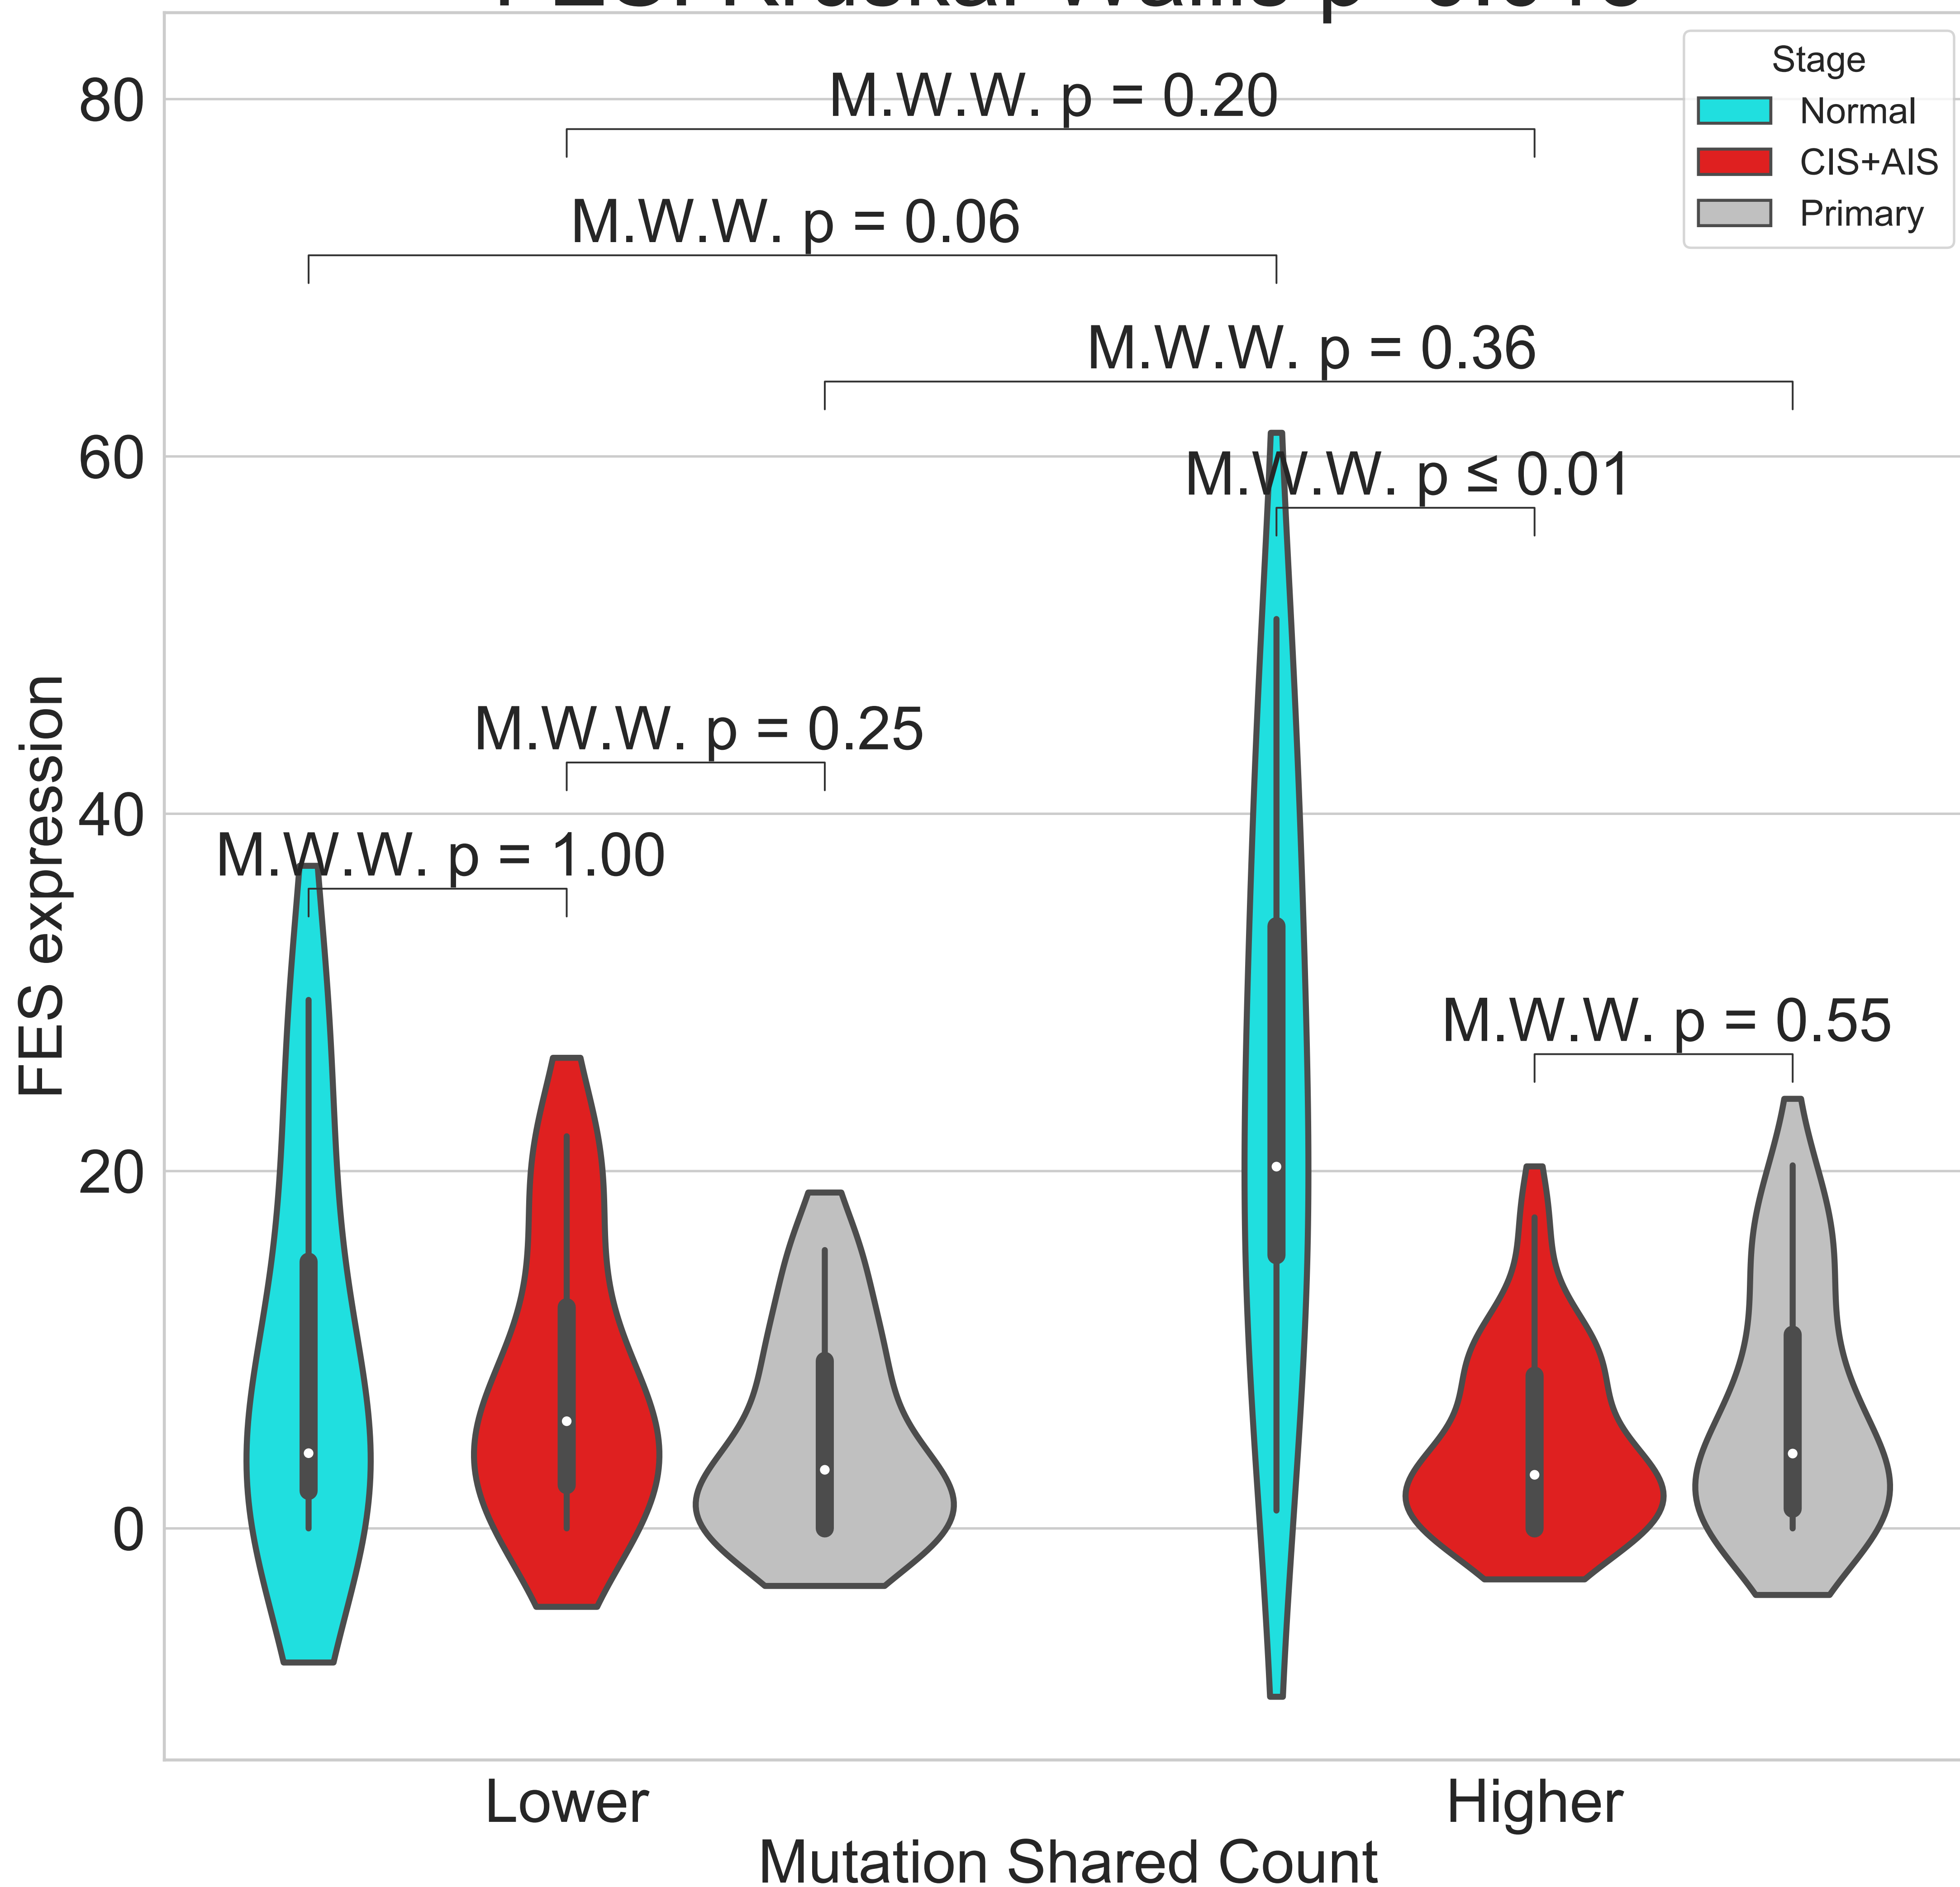 80
60
40
20
0
FES expression
M.W.W. p = 0.20
M.W.W. p = 0.06
M.W.W. p = 0.36
M.W.W. p ≤ 0.01
M.W.W. p = 0.25
M.W.W. p = 1.00
M.W.W. p = 0.55
Stage
Normal
CIS+AIS
Primary
Lower
Higher
Mutation Shared Count